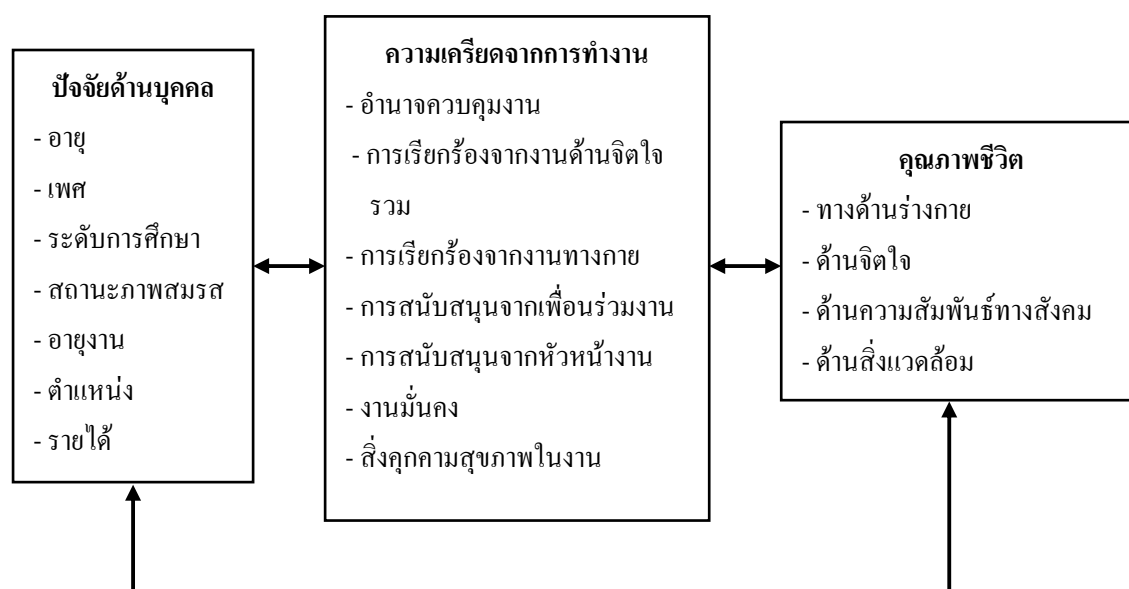 ปัจจัยด้านบุคคล
- อายุ
- เพศ
- ระดับการศึกษา
- สถานะภาพสมรส
- อายุงาน
- ตำแหน่ง
- รายได้
ความเครียดจากการทำงาน
- อำนาจควบคุมงาน
- การเรียกร้องจากงานด้านจิตใจ
รวม
- การเรียกร้องจากงานทางกาย
- การสนับสนุนจากเพื่อนร่วมงาน
- การสนับสนุนจากหัวหน้างาน
- งานมั่นคง
- สิ่งคุกคามสุขภาพในงาน
คุณภาพชีวิต
- ทางด้านร่างกาย
- ด้านจิตใจ
- ด้านความสัมพันธ์ทางสังคม
- ด้านสิ่งแวดล้อม